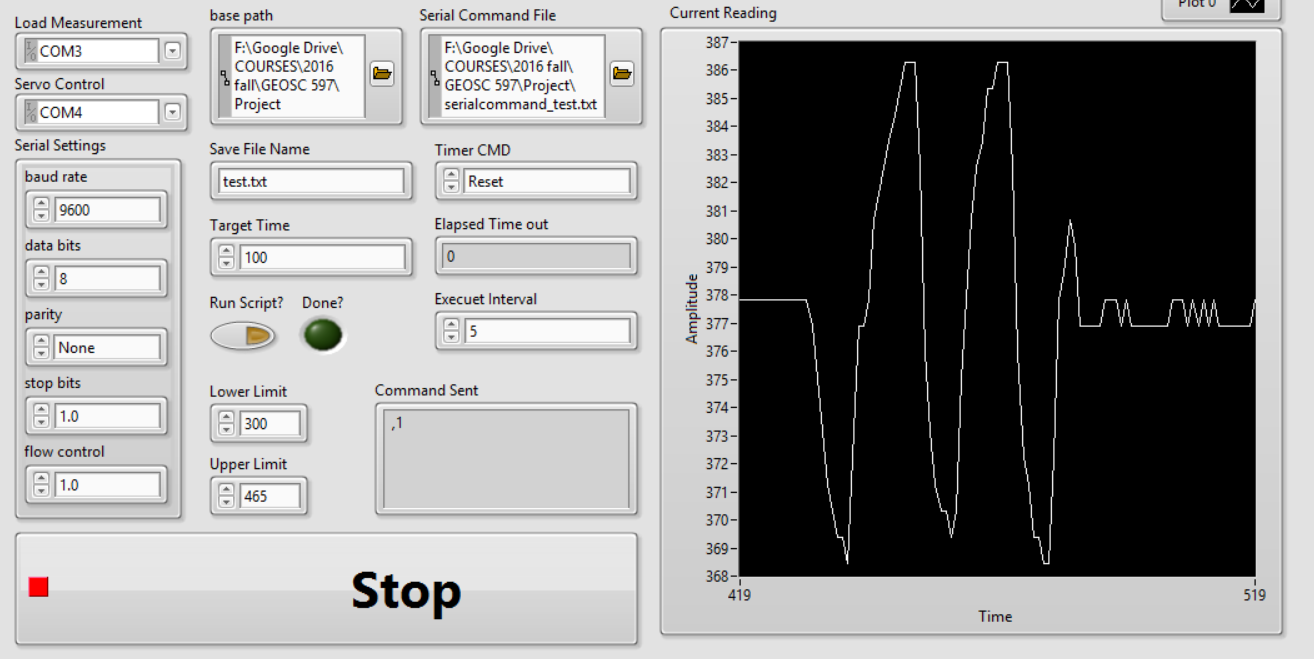 Load Measurement
COM3
Servo Control
COM4
Serial Settings
baud rate
9600
data bits
8
parity
None
stop bits
1.0
flow control
1.0
base path
F:\Google Drive\
COURSES\2016
fall\GEOSC 597\
Project
Serial Command File
F:\Google Drive\
COURSES\2016 fall\
GEOSC 597\Project\
serialcommand_test.txt
Save File Name
test.txt
Timer CMD
Reset
Target Time
100
Elapsed Time out
0
Run Script?
Done?
Execuet Interval
5
Lower Limit
300
Upper Limit
465
Command Sent
,1
Stop
Current Reading
Plot 0
Amplitude
387
386
385
384
383
382
381
380
379
378
377
376
375
374
373
372
371
370
369
368
419
519
Time